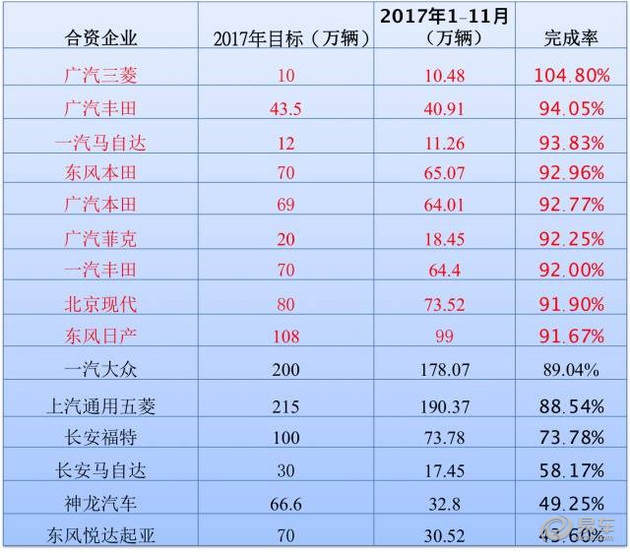 合资企业 2017年目标（万辆） 2017年1-11月（万辆） 完成率
广汽三菱 10 10.48 104.80%
广汽丰田 43.5 40.91 94.05%
一汽马自达 12 11.26 93.83%
东风本田 70 65.07 92.96%
广汽本田 69 64.01 92.77%
广汽菲克 20 18.45 92.25%
一汽丰田 70 64.4 92.00%
北京现代 80 73.52 91.90%
东风日产 108 99 91.67%
一汽大众 200 178.07 89.04%
上汽通用五菱 215 190.37 88.54%
长安福特 100 73.78 73.78%
长安马自达 30 17.45 58.17%
神龙汽车 66.6 32.8 49.25%
东风悦达起亚 70 30.52 43.60%
易车